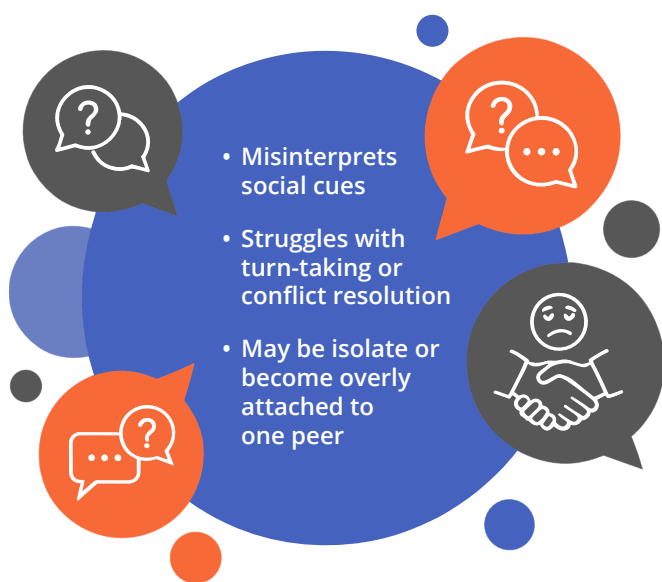 • Misinterprets
social cues
• Struggles with
turn-taking or
conflict resolution
• May be isolate or
become overly
attached to
one peer
?
?
?